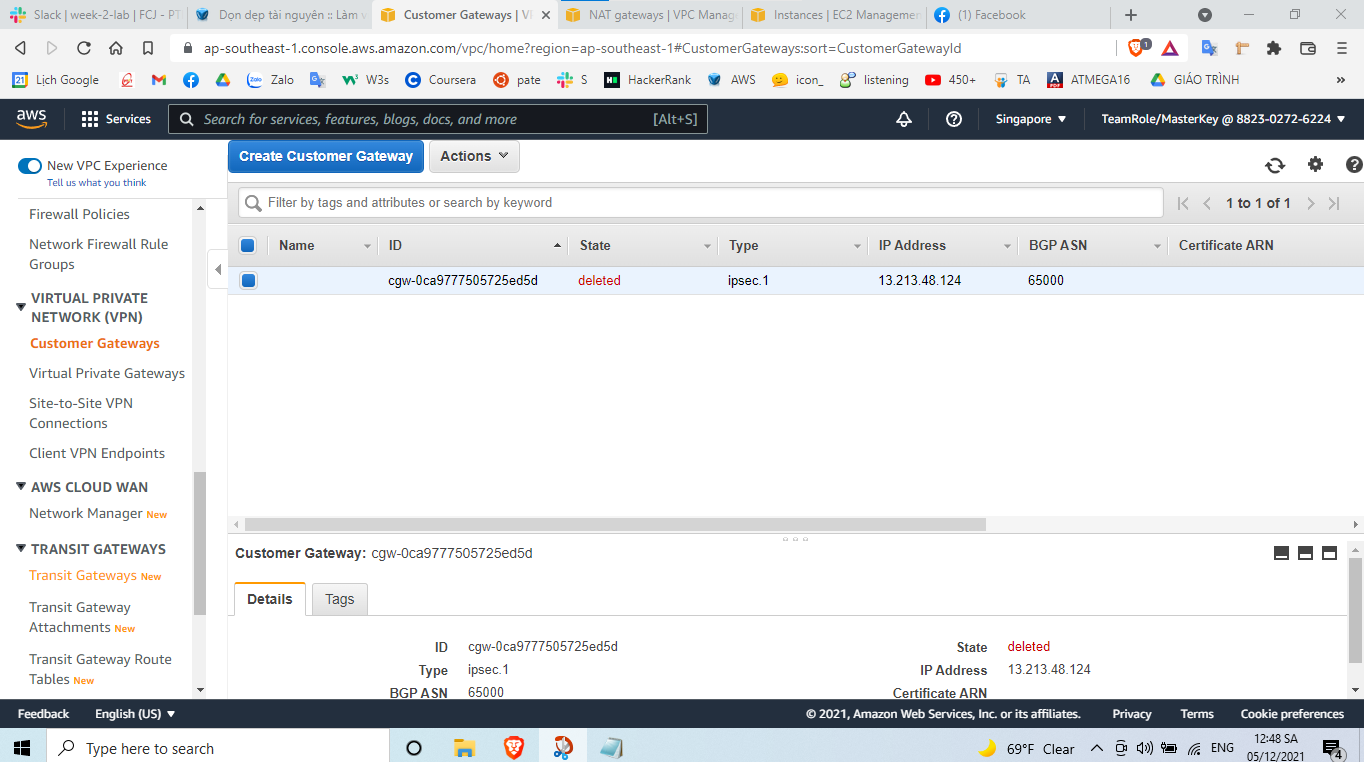 Slack | week-2-lab | FCJ - PT
Dọn dẹp tài nguyên :: Làm v
Customer Gateways | V
NAT gateways | VPC Manag
Instances | EC2 Managemen
(1) Facebook
ap-southeast-1.console.aws.amazon.com/vpc/home?region=ap-southeast-1#CustomerGateways:sort=CustomerGatewayId
1
21 Lịch Google
Zalo Zalo
W3s
Coursera
pate
S
HackerRank
AWS
icon_
listening
450+
TA
ATMEGA16
GIÁO TRÌNH
»
aws
Services
Search for services, features, blogs, docs, and more [Alt+S]
Singapore
TeamRole/MasterKey @ 8823-0272-6224
New VPC Experience
Tell us what you think
Firewall Policies
Network Firewall Rule
Groups
VIRTUAL PRIVATE
NETWORK (VPN)
Customer Gateways
Virtual Private Gateways
Site-to-Site VPN
Connections
Client VPN Endpoints
AWS CLOUD WAN
Network Manager New
TRANSIT GATEWAYS
Transit Gateways New
Transit Gateway
Attachments New
Transit Gateway Route
Tables New
Create Customer Gateway
Actions
Filter by tags and attributes or search by keyword
1 to 1 of 1
Name ID State Type IP Address BGP ASN Certificate ARN
cgw-0ca9777505725ed5d deleted ipsec.1 13.213.48.124 65000
Customer Gateway: cgw-0ca9777505725ed5d
Details Tags
ID cgw-0ca9777505725ed5d State deleted
Type ipsec.1 IP Address 13.213.48.124
BGP ASN 65000 Certificate ARN
Feedback English (US)
© 2021, Amazon Web Services, Inc. or its affiliates. Privacy Terms Cookie preferences
Type here to search
69°F Clear
ENG
12:48 SA
05/12/2021
4